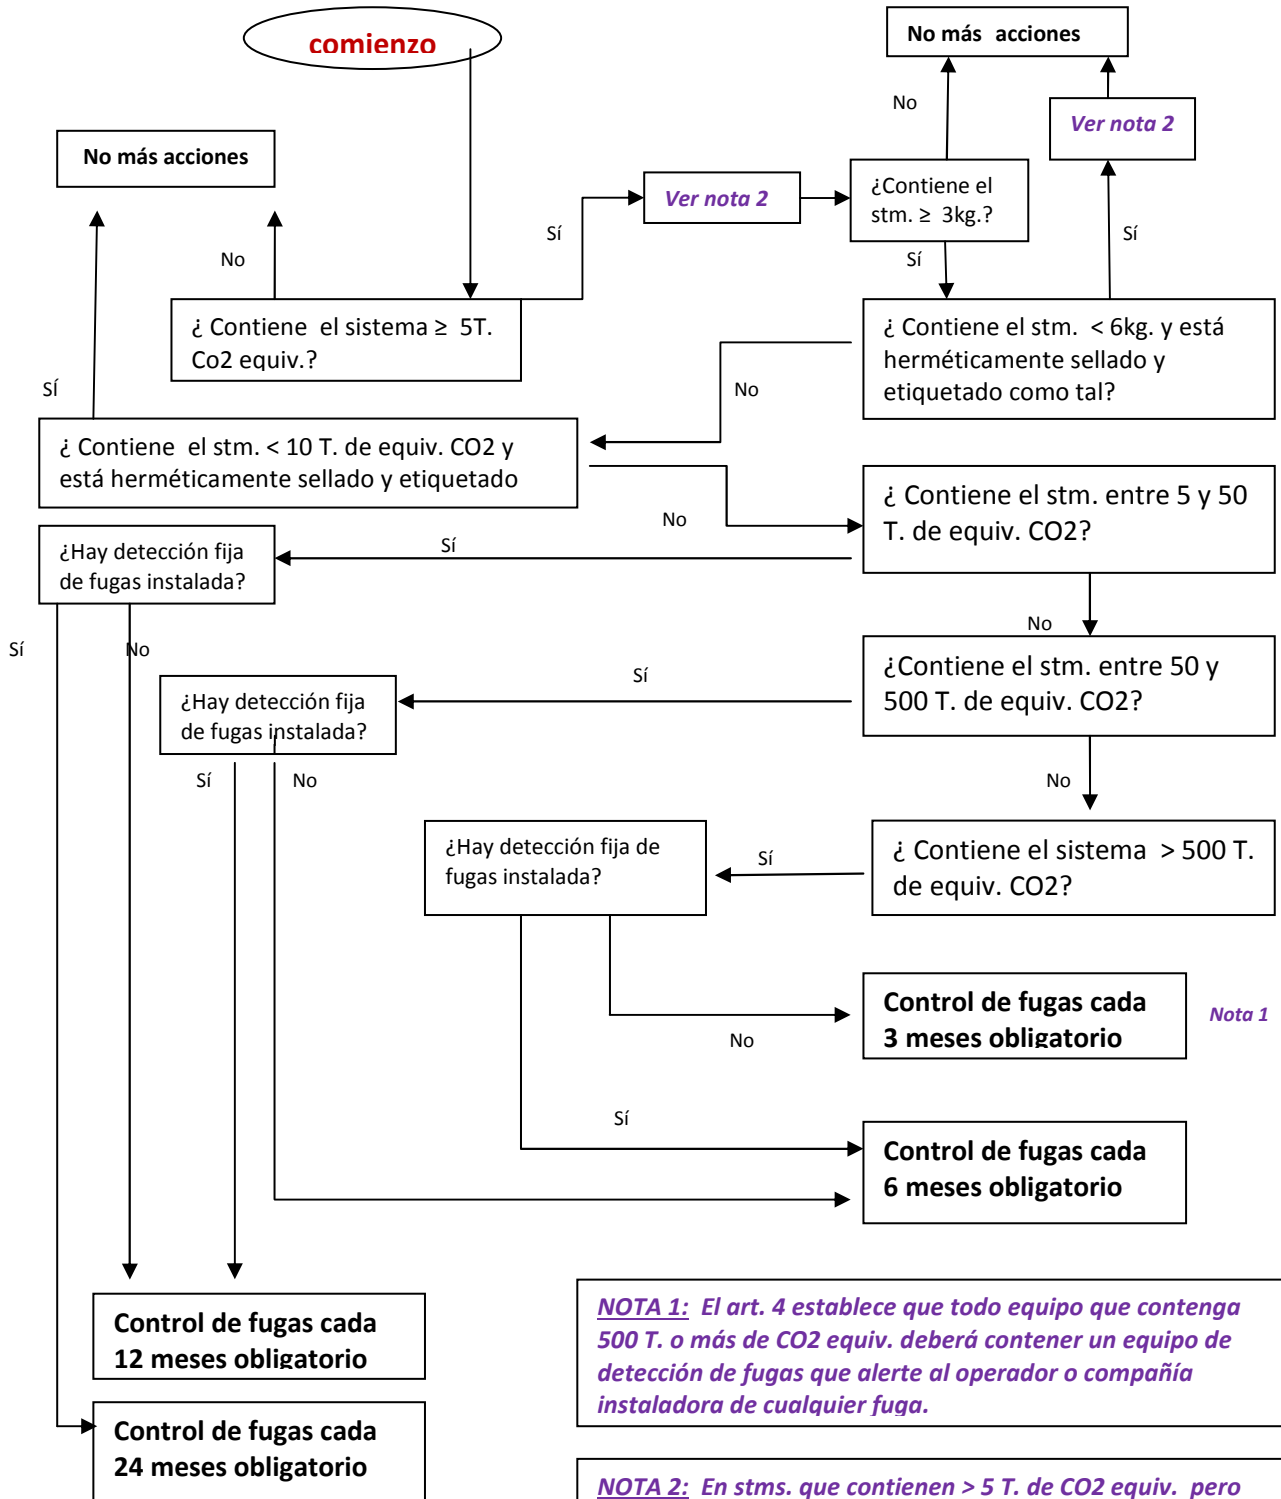 comienzo
No más  acciones
No
Ver nota 2
No más acciones
¿Contiene el
stm. ≥  3kg.?
Ver nota 2
Sí
Sí
No
Sí
¿ Contiene  el sistema ≥  5T.
Co2 equiv.?
¿ Contiene el stm.  < 6kg. y está
herméticamente sellado y
etiquetado como tal?
SÍ
No
¿ Contiene  el stm. < 10 T. de equiv. CO2 y
está herméticamente sellado y etiquetado
¿ Contiene el stm. entre 5 y 50
T. de equiv. CO2?
No
Sí
¿Hay detección fija
de fugas instalada?
No
Sí
No
¿Contiene el stm. entre 50 y
500 T. de equiv. CO2?
Sí
¿Hay detección fija
de fugas instalada?
Sí
No
No
¿Hay detección fija de
fugas instalada?
Sí
¿ Contiene el sistema  > 500 T.
de equiv. CO2?
Control de fugas cada
3 meses obligatorio
Nota 1
No
Sí
Control de fugas cada
6 meses obligatorio
Control de fugas cada
12 meses obligatorio
NOTA 1:  El art. 4 establece que todo equipo que contenga
500 T. o más de CO2 equiv. deberá contener un equipo de
detección de fugas que alerte al operador o compañía
instaladora de cualquier fuga.
Control de fugas cada
24 meses obligatorio
NOTA 2:  En stms. que contienen > 5 T. de CO2 equiv.  pero